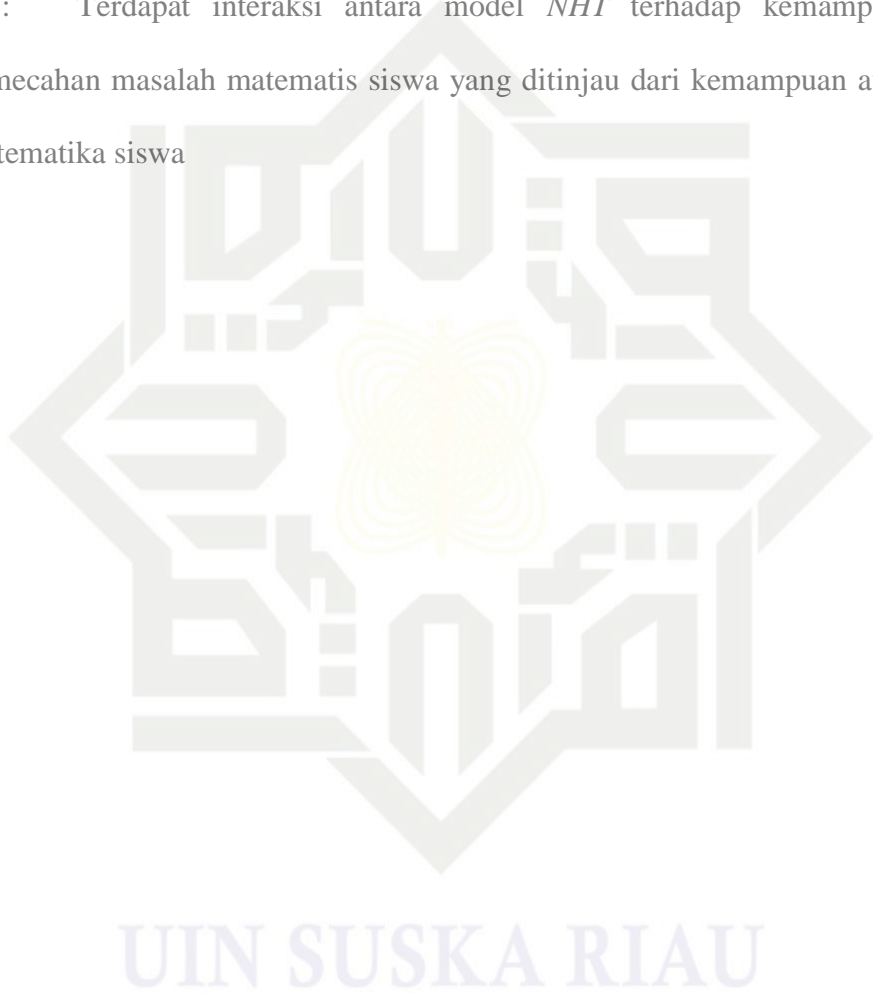 : Terdapat interaksi antara model NHT terhadap kemamp
mecahan masalah matematis siswa yang ditinjau dari kemampuan a
tematika siswa
UIN SUSKA RIAU